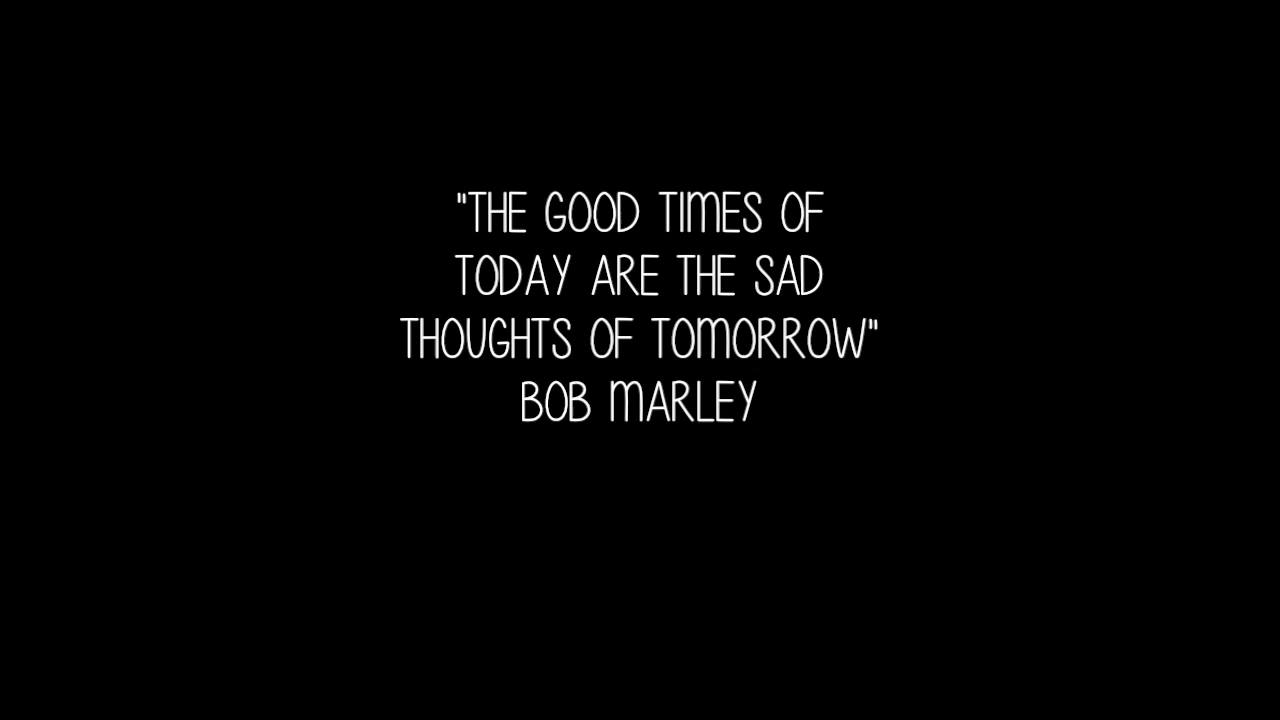 "THE GOOD TIMES OF
TODAY ARE THE SAD
THOUGHTS OF TOMORROW"
BOB MARLEY